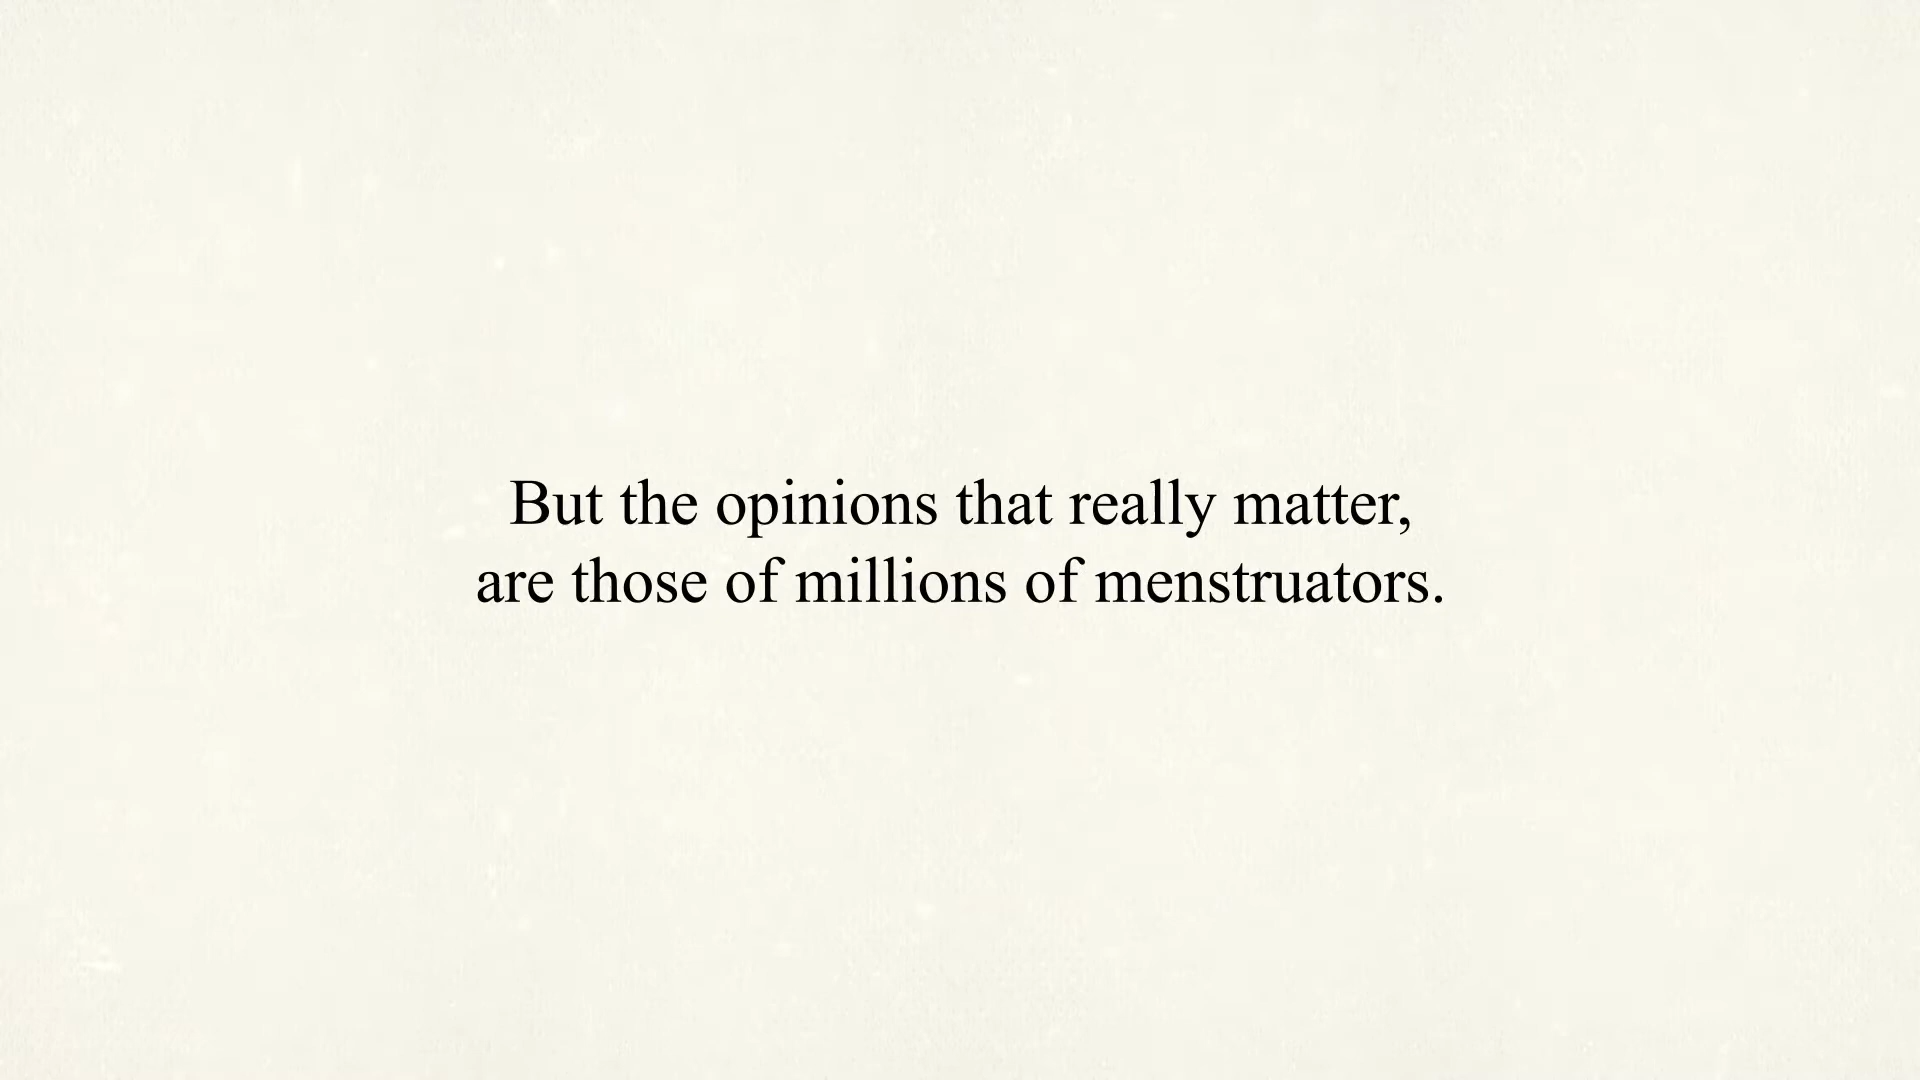 But the opinions that really matter,
are those of millions of menstruators.